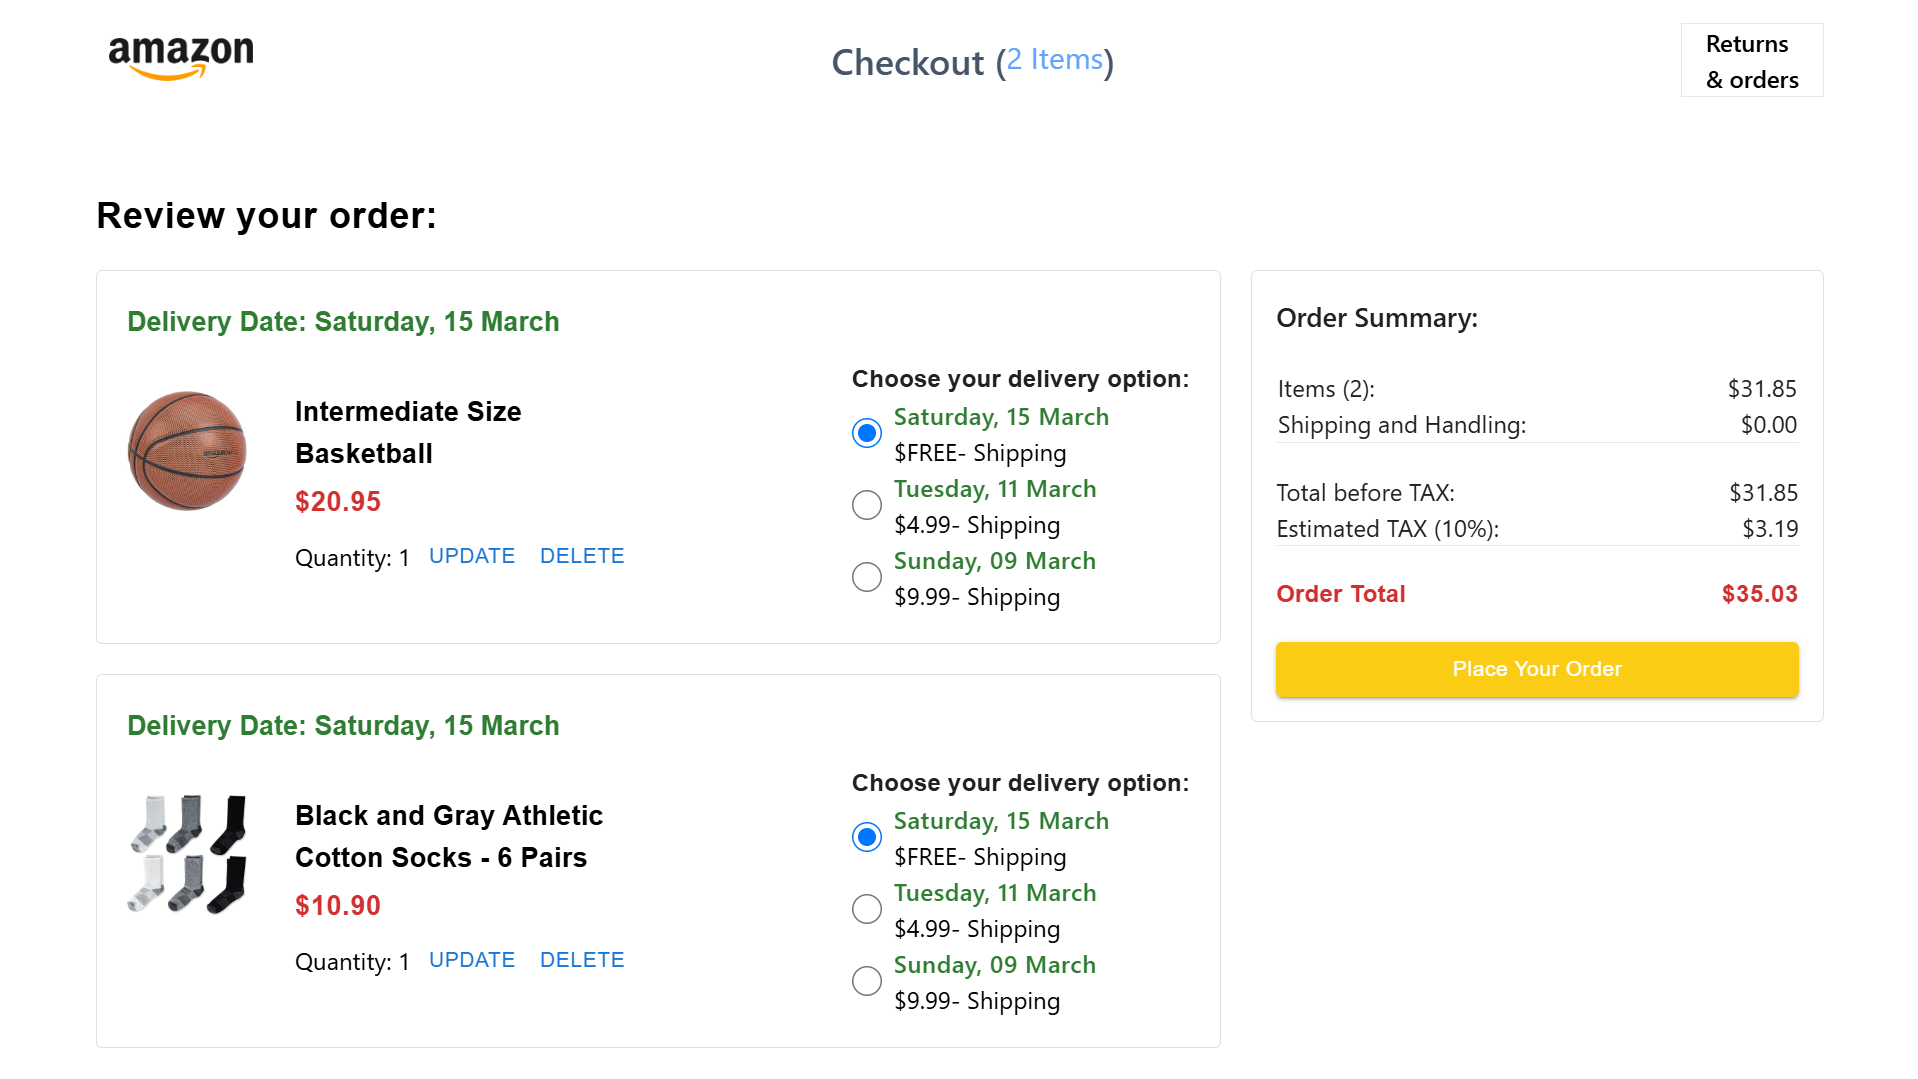 amazon
Checkout (2 Items)
Returns
& orders
Review your order:
Delivery Date: Saturday, 15 March
Intermediate Size
Basketball
$20.95
Quantity: 1 UPDATE DELETE
Choose your delivery option:
Saturday, 15 March
$FREE- Shipping
Tuesday, 11 March
$4.99- Shipping
Sunday, 09 March
$9.99- Shipping
Delivery Date: Saturday, 15 March
Black and Gray Athletic
Cotton Socks - 6 Pairs
$10.90
Quantity: 1 UPDATE DELETE
Choose your delivery option:
Saturday, 15 March
$FREE- Shipping
Tuesday, 11 March
$4.99- Shipping
Sunday, 09 March
$9.99- Shipping
Order Summary:
Items (2): $31.85
Shipping and Handling: $0.00
Total before TAX: $31.85
Estimated TAX (10%): $3.19
Order Total $35.03
Place Your Order